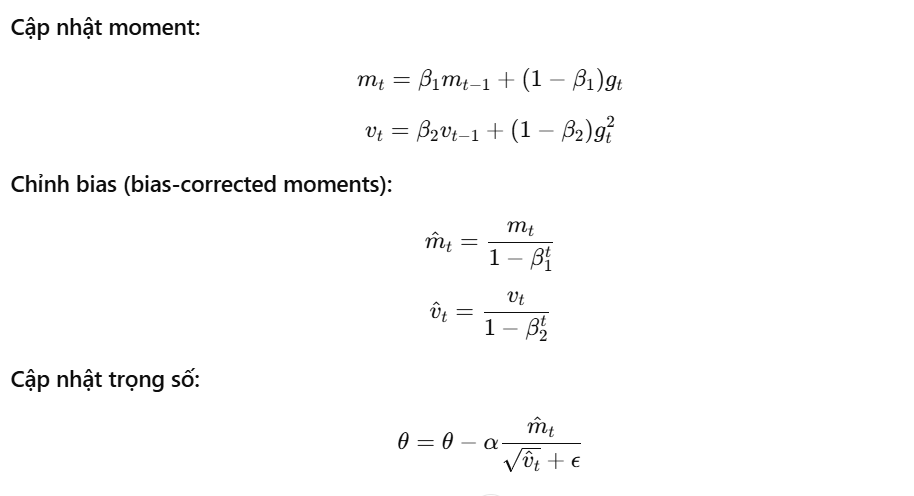 Cập nhật moment:
$m_t = \beta_1 m_{t-1} + (1 - \beta_1) g_t$
$v_t = \beta_2 v_{t-1} + (1 - \beta_2) g_t^2$
Chỉnh bias (bias-corrected moments):
$\hat{m}_t = \frac{m_t}{1 - \beta_1^t}$
$\hat{v}_t = \frac{v_t}{1 - \beta_2^t}$
Cập nhật trọng số:
$\theta = \theta - \alpha \frac{\hat{m}_t}{\sqrt{\hat{v}_t} + \epsilon}$